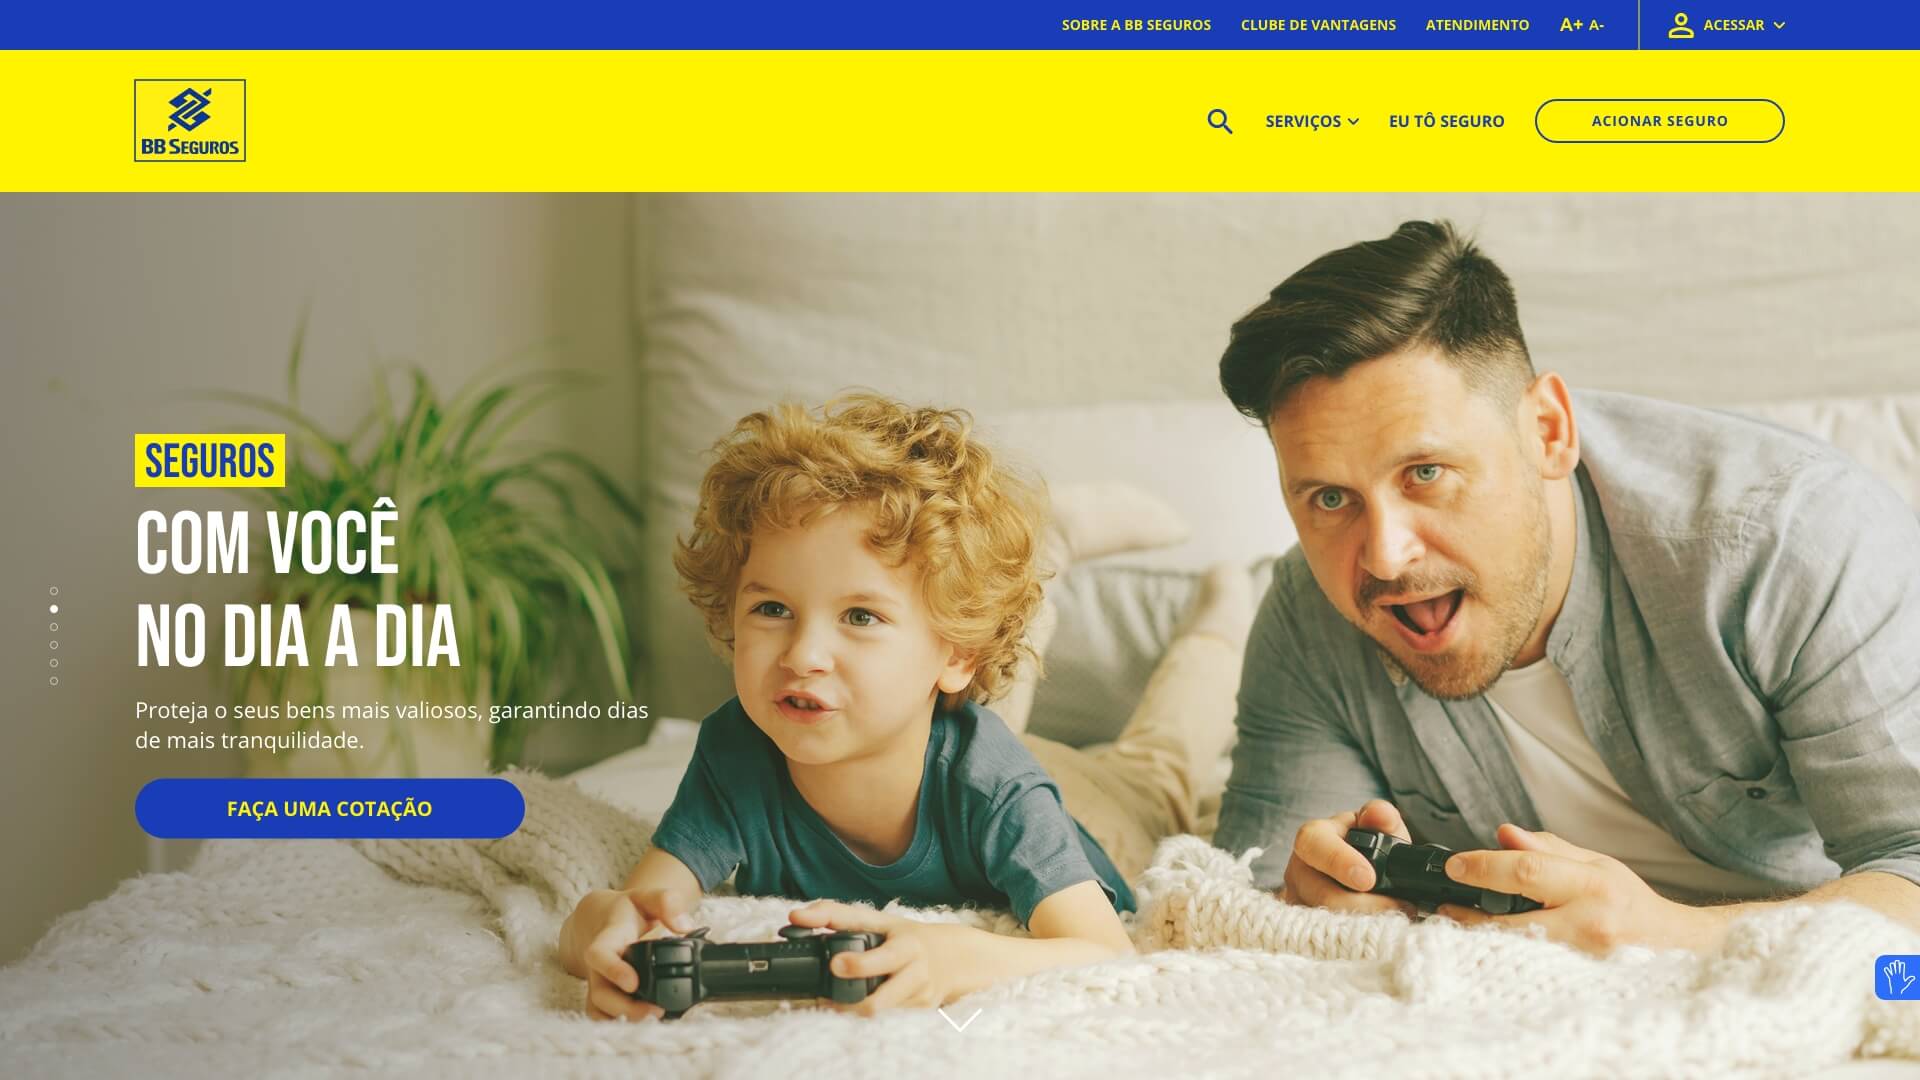 SOBRE A BB SEGUROS CLUBE DE VANTAGENS ATENDIMENTO A+ A- ACESSAR
BB SEGUROS
SERVIÇOS EU TÔ SEGURO ACIONAR SEGURO
SEGUROS
COM VOCÊ
NO DIA A DIA
Proteja o seus bens mais valiosos, garantindo dias
de mais tranquilidade.
FAÇA UMA COTAÇÃO